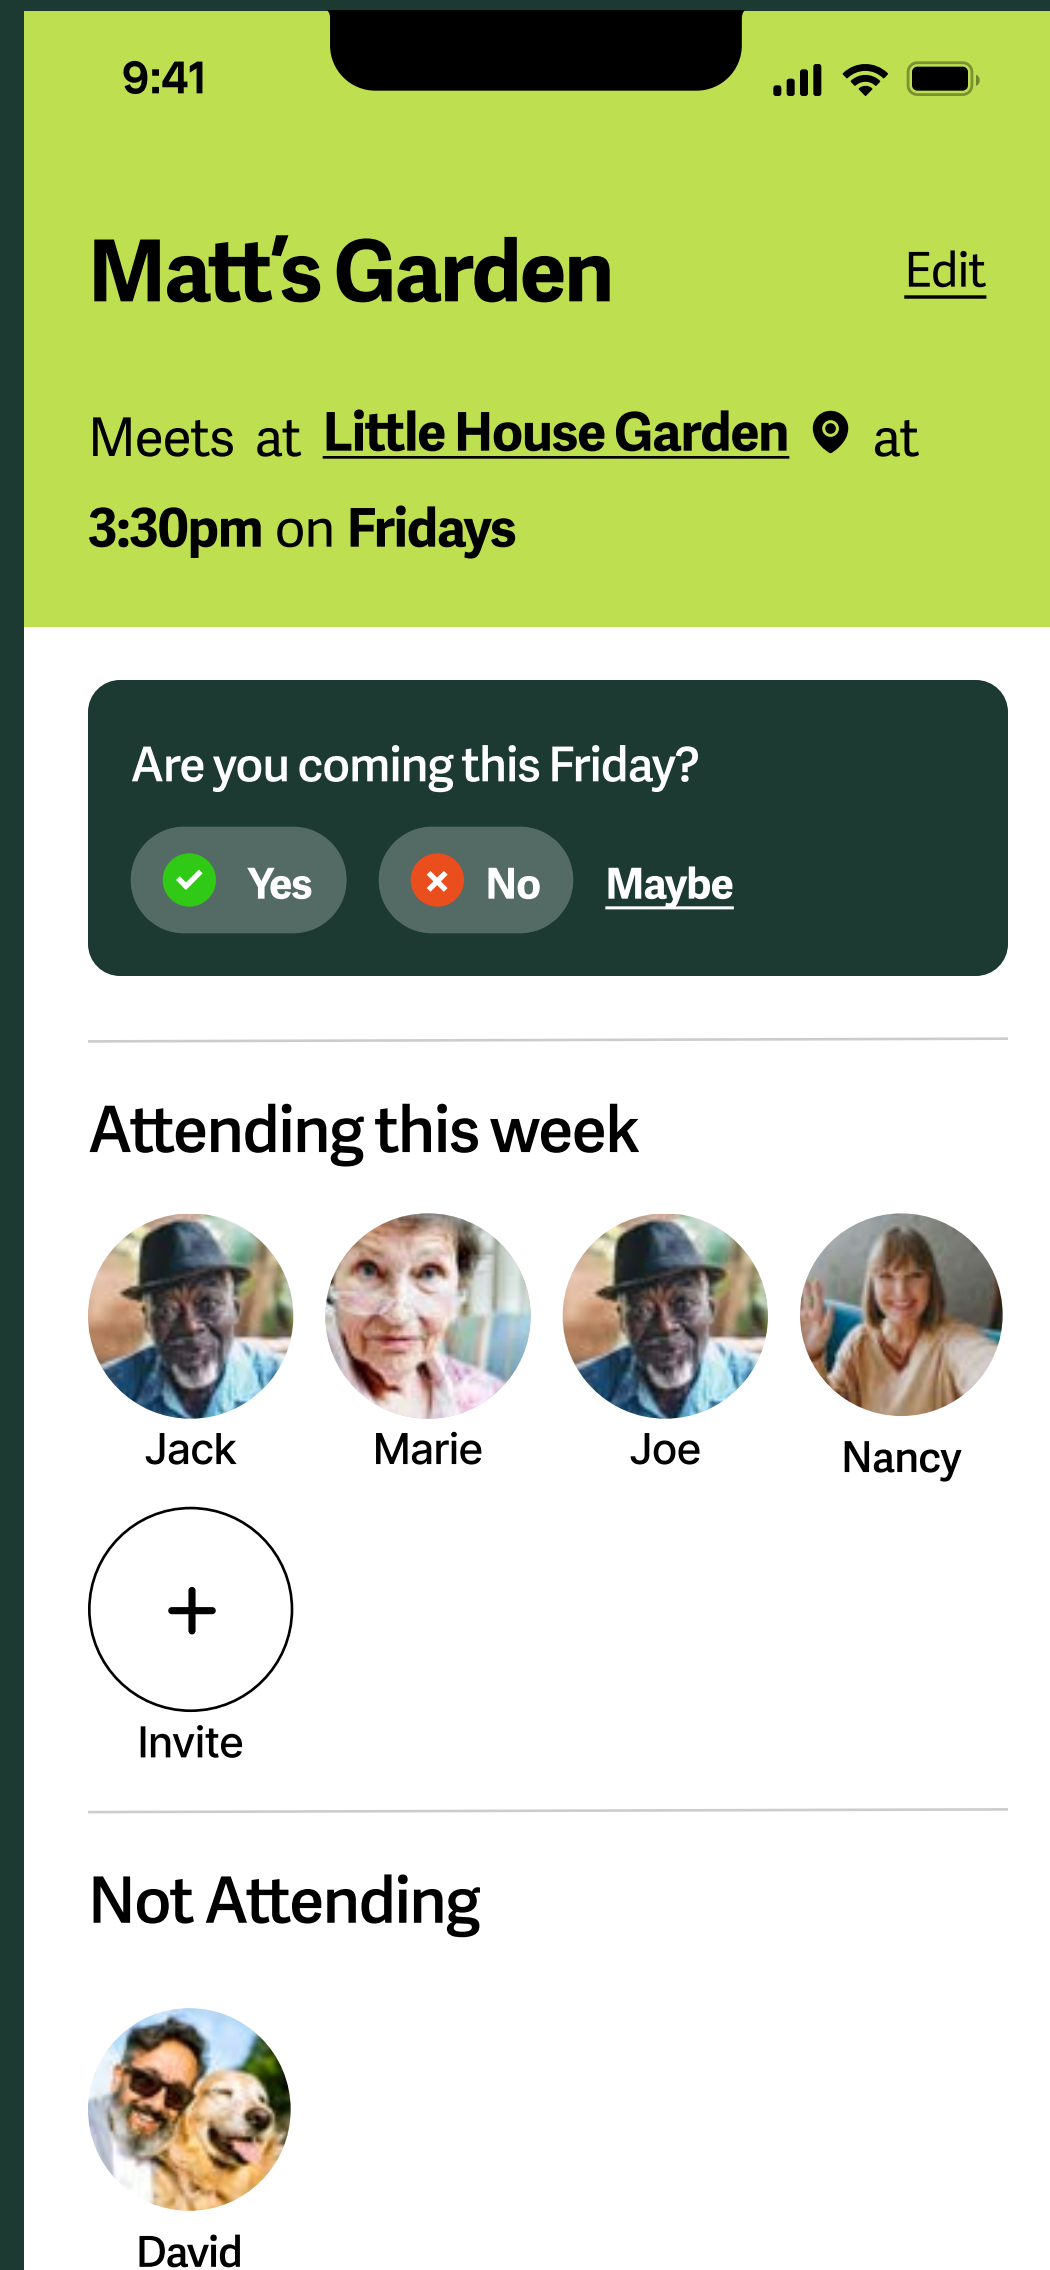 9:41
Matt’s Garden
Edit
Meets at Little House Garden at
3:30pm on Fridays
Are you coming this Friday?
Yes No Maybe
Attending this week
Jack Marie Joe Nancy
Invite
Not Attending
David